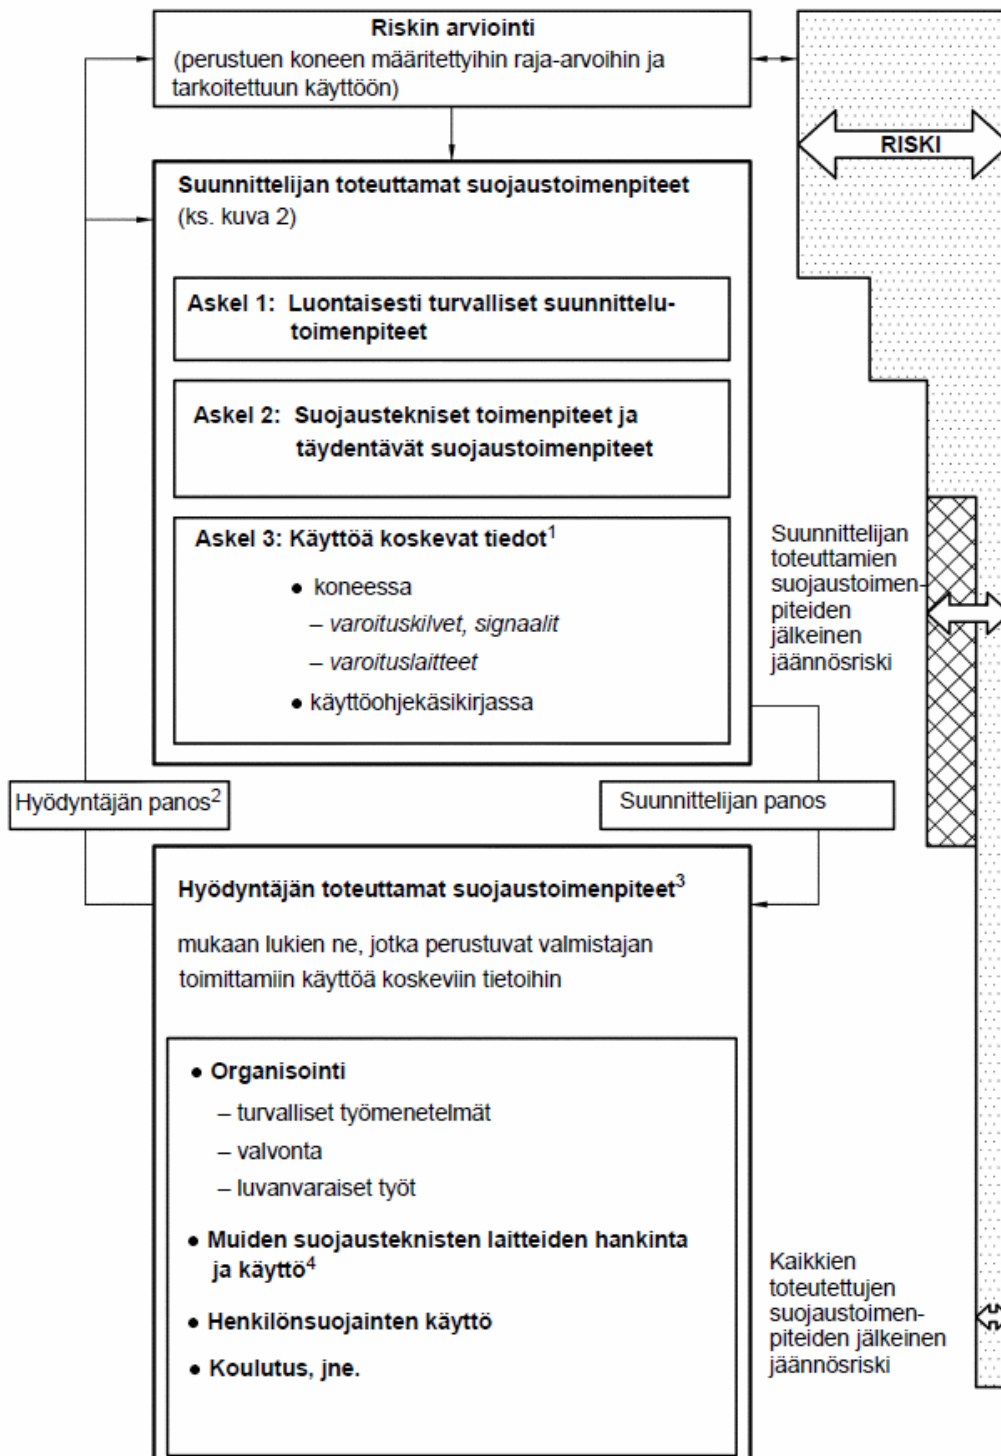 Riskin arviointi
(perustuen koneen määritettyihin raja-arvoihin ja
tarkoitettuun käyttöön)
RISKI
Suunnittelijan toteuttamat suojaustoimenpiteet
(ks. kuva 2)
Askel 1: Luontaisesti turvalliset suunnittelu-
toimenpiteet
Askel 2: Suojaustekniset toimenpiteet ja
täydentävät suojaustoimenpiteet
Askel 3: Käyttöä koskevat tiedot¹
• koneessa
– varoituskilvet, signaalit
– varoituslaitteet
• käyttöohjekäsikirjassa
Suunnittelijan
toteuttamien
suojaustoimen-
piteiden
jälkeinen
jäännösriski
Hyödyntäjän panos²
Suunnittelijan panos
Hyödyntäjän toteuttamat suojaustoimenpiteet³
mukaan lukien ne, jotka perustuvat valmistajan
toimittamiin käyttöä koskeviin tietoihin
• Organisointi
– turvalliset työmenetelmät
– valvonta
– luvanvaraiset työt
• Muiden suojausteknisten laitteiden hankinta
ja käyttö⁴
• Henkilönsuojainten käyttö
• Koulutus, jne.
Kaikkien
toteutettujen
suojaustoimen-
piteiden jälkeinen
jäännösriski